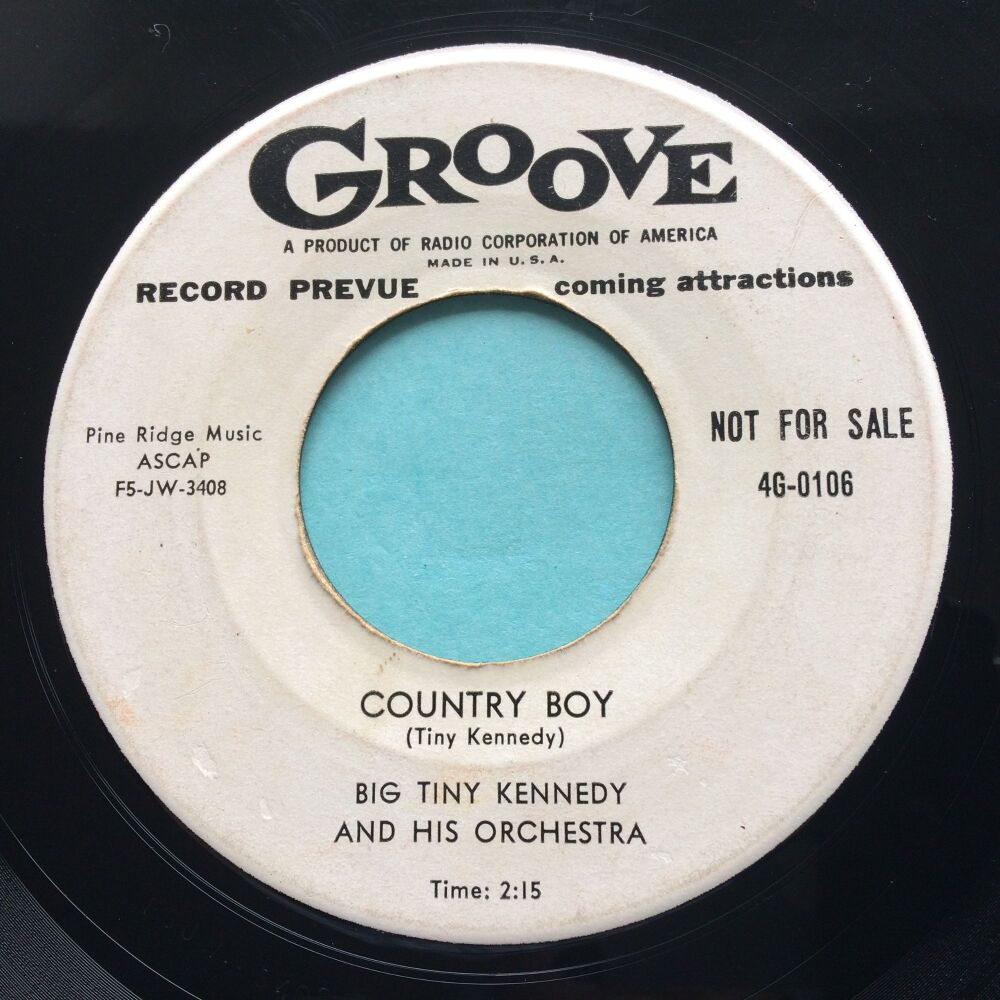 GROOVE
A PRODUCT OF RADIO CORPORATION OF AMERICA
MADE IN U.S.A.
RECORD PREVUE coming attractions
Pine Ridge Music
ASCAP
F5-JW-3408
NOT FOR SALE
4G-0106
COUNTRY BOY
(Tiny Kennedy)
BIG TINY KENNEDY
AND HIS ORCHESTRA
Time: 2:15